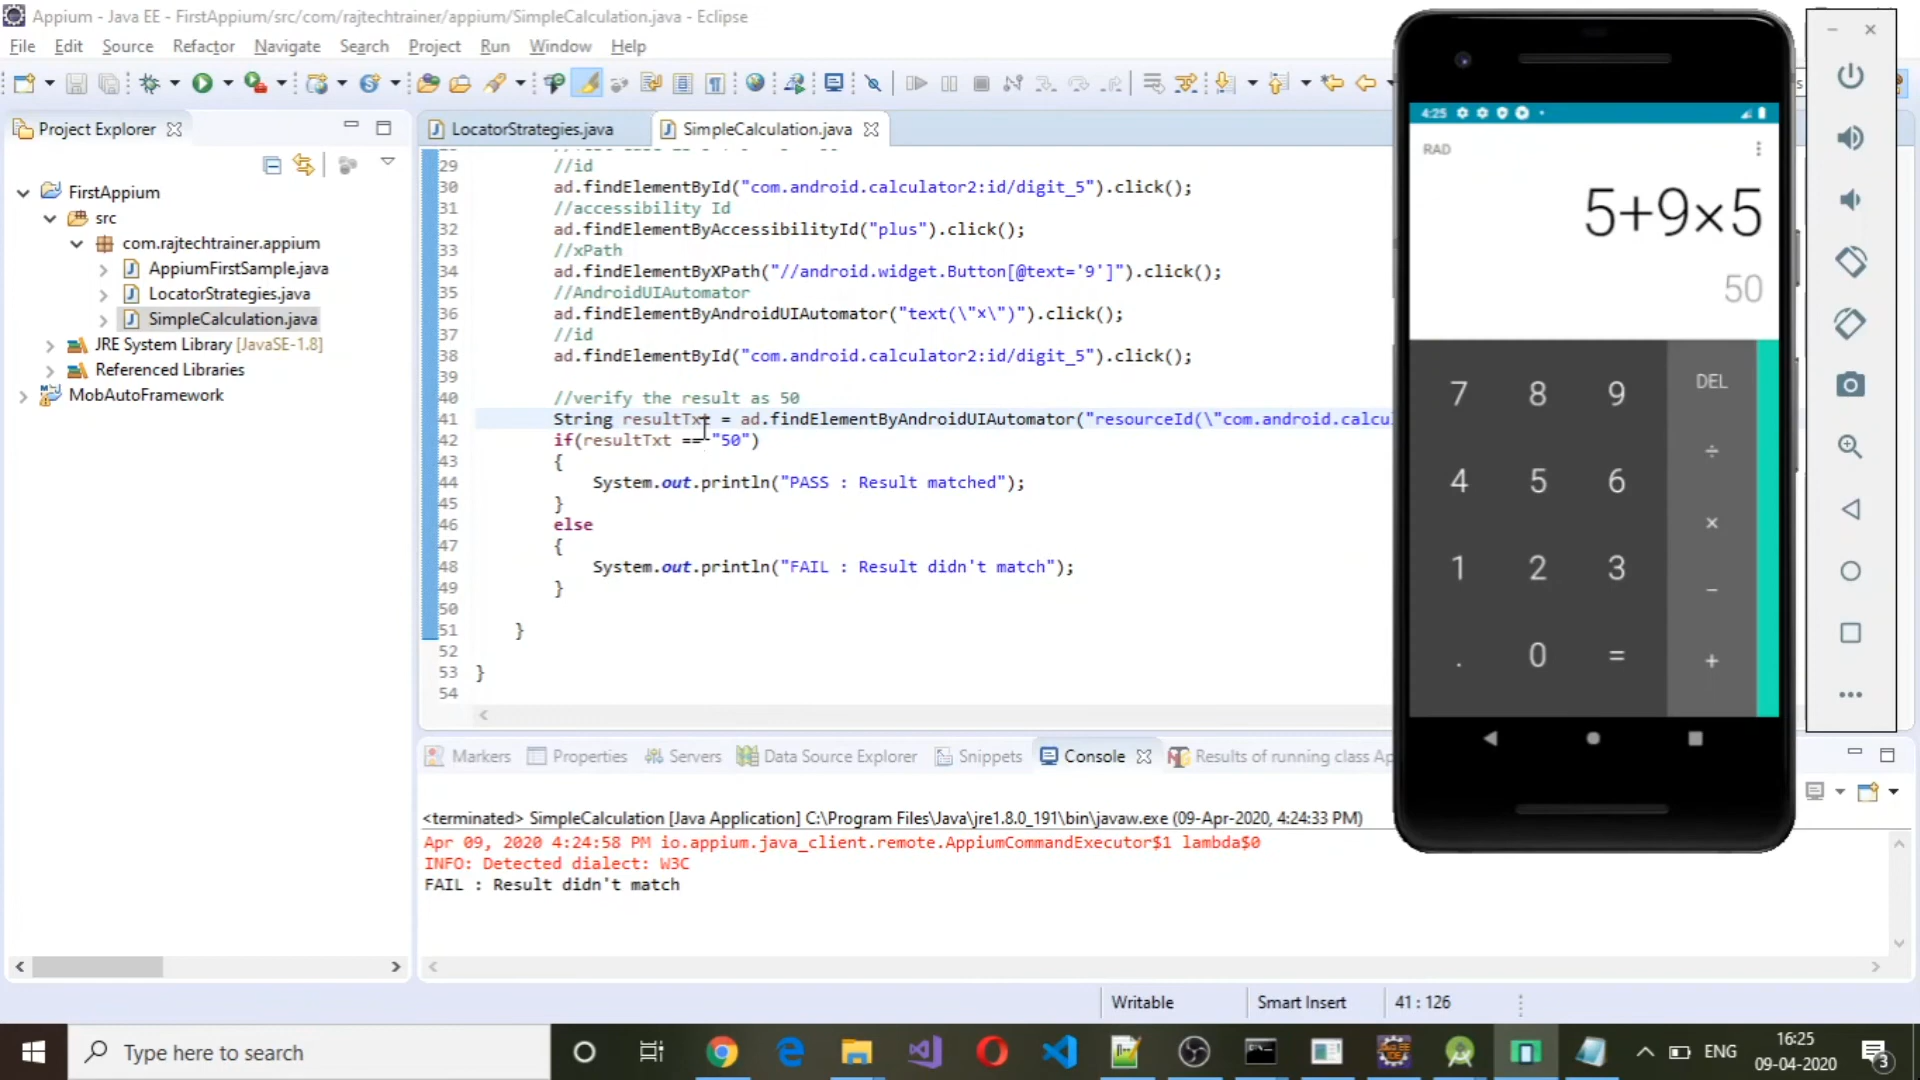 Appium - Java EE - FirstAppium/src/com/rajtechtrainer/appium/SimpleCalculation.java - Eclipse
File Edit Source Refactor Navigate Search Project Run Window Help
Project Explorer
FirstAppium
src
com.rajtechtrainer.appium
AppiumFirstSample.java
LocatorStrategies.java
SimpleCalculation.java
JRE System Library [JavaSE-1.8]
Referenced Libraries
MobAutoFramework
LocatorStrategies.java SimpleCalculation.java
29 //id
30 ad.findElementById("com.android.calculator2:id/digit_5").click();
31 //accessibility Id
32 ad.findElementByAccessibilityId("plus").click();
33 //xPath
34 ad.findElementByXPath("//android.widget.Button[@text='9']").click();
35 //AndroidUIAutomator
36 ad.findElementByAndroidUIAutomator("text(\"×\")").click();
37 //id
38 ad.findElementById("com.android.calculator2:id/digit_5").click();
39
40 //verify the result as 50
41 String resultTxt = ad.findElementByAndroidUIAutomator("resourceId(\"com.android.calcu
42 if(resultTxt == "50")
43 {
44 System.out.println("PASS : Result matched");
45 }
46 else
47 {
48 System.out.println("FAIL : Result didn't match");
49 }
50
51 }
52
53 }
54
Markers Properties Servers Data Source Explorer Snippets Console Results of running class Ap
<terminated> SimpleCalculation [Java Application] C:\Program Files\Java\jre1.8.0_191\bin\javaw.exe (09-Apr-2020, 4:24:33 PM)
Apr 09, 2020 4:24:58 PM io.appium.java_client.remote.AppiumCommandExecutor$1 lambda$0
INFO: Detected dialect: W3C
FAIL : Result didn't match
4:25
RAD
5+9×5
50
7 8 9 DEL
÷
4 5 6
×
1 2 3
−
. 0 = +
Writable Smart Insert 41 : 126
Type here to search
ENG
16:25
09-04-2020
3